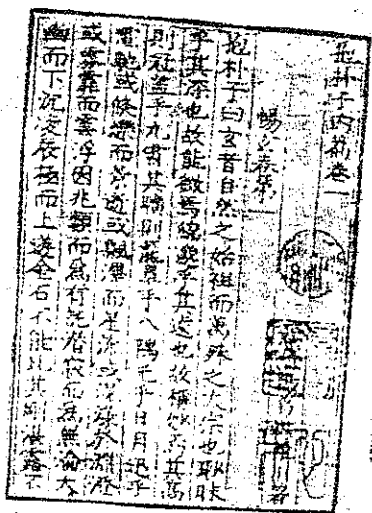 抱朴子内篇卷一
暢玄卷第一
抱朴子曰玄者自然之始祖而萬殊之大宗也眇眛
乎其深也故能微焉綿邈乎其遠也故稱妙焉其高
則冠蓋乎九霄其曠則籠罩乎八隅光乎日月迅乎
電馳或倏爍而景逝或飄滭而星流或滉漾於淵澄
或雰霏而雲浮因兆類而為有託潛寂而為無淪大
幽而下沉凌辰極而上遊金石不能比其剛湛露不